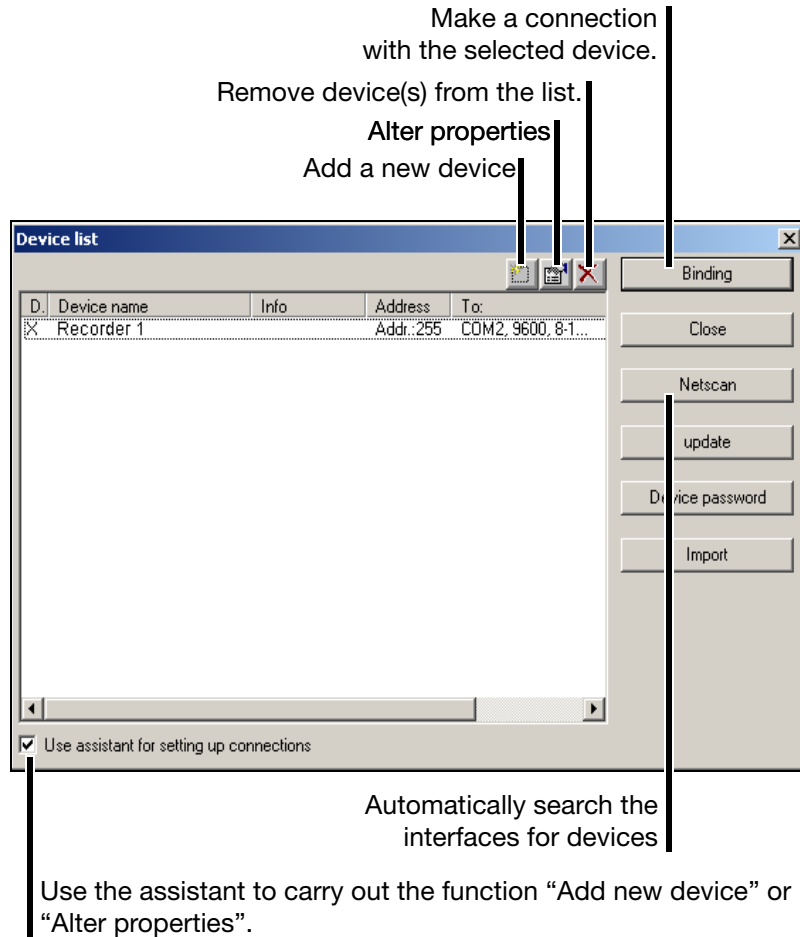 Make a connection
with the selected device.
Remove device(s) from the list.
Alter properties
Add a new device
Device list
Binding
D. Device name Info Address To:
X Recorder 1 Addr.:255 COM2, 9600, 8-1...
Close
Netscan
update
Device password
Import
Use assistant for setting up connections
Automatically search the
interfaces for devices
Use the assistant to carry out the function “Add new device” or
“Alter properties”.